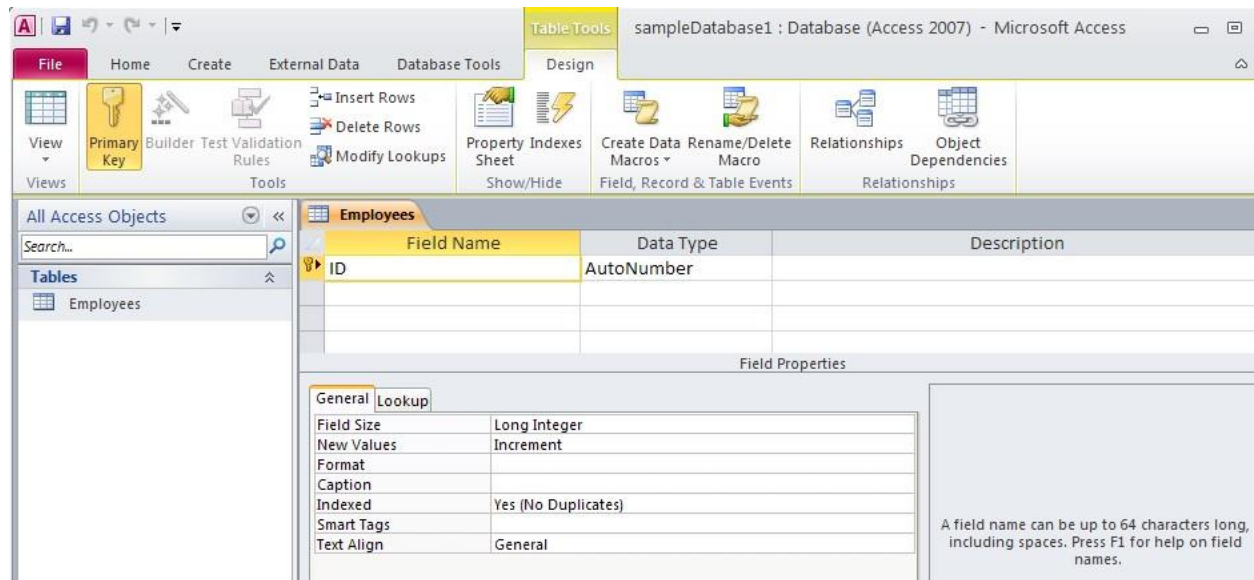 A
Table Tools
sampleDatabase1 : Database (Access 2007) - Microsoft Access
File Home Create External Data Database Tools Design
View
Primary Key
Builder
Test Validation Rules
Insert Rows
Delete Rows
Modify Lookups
Property Sheet
Indexes
Create Data Macros
Rename/Delete Macro
Relationships
Object Dependencies
Views Tools Show/Hide Field, Record & Table Events Relationships
All Access Objects
Search...
Tables
Employees
Employees
Field Name Data Type Description
ID AutoNumber
Field Properties
General Lookup
Field Size Long Integer
New Values Increment
Format
Caption
Indexed Yes (No Duplicates)
Smart Tags
Text Align General
A field name can be up to 64 characters long,
including spaces. Press F1 for help on field
names.